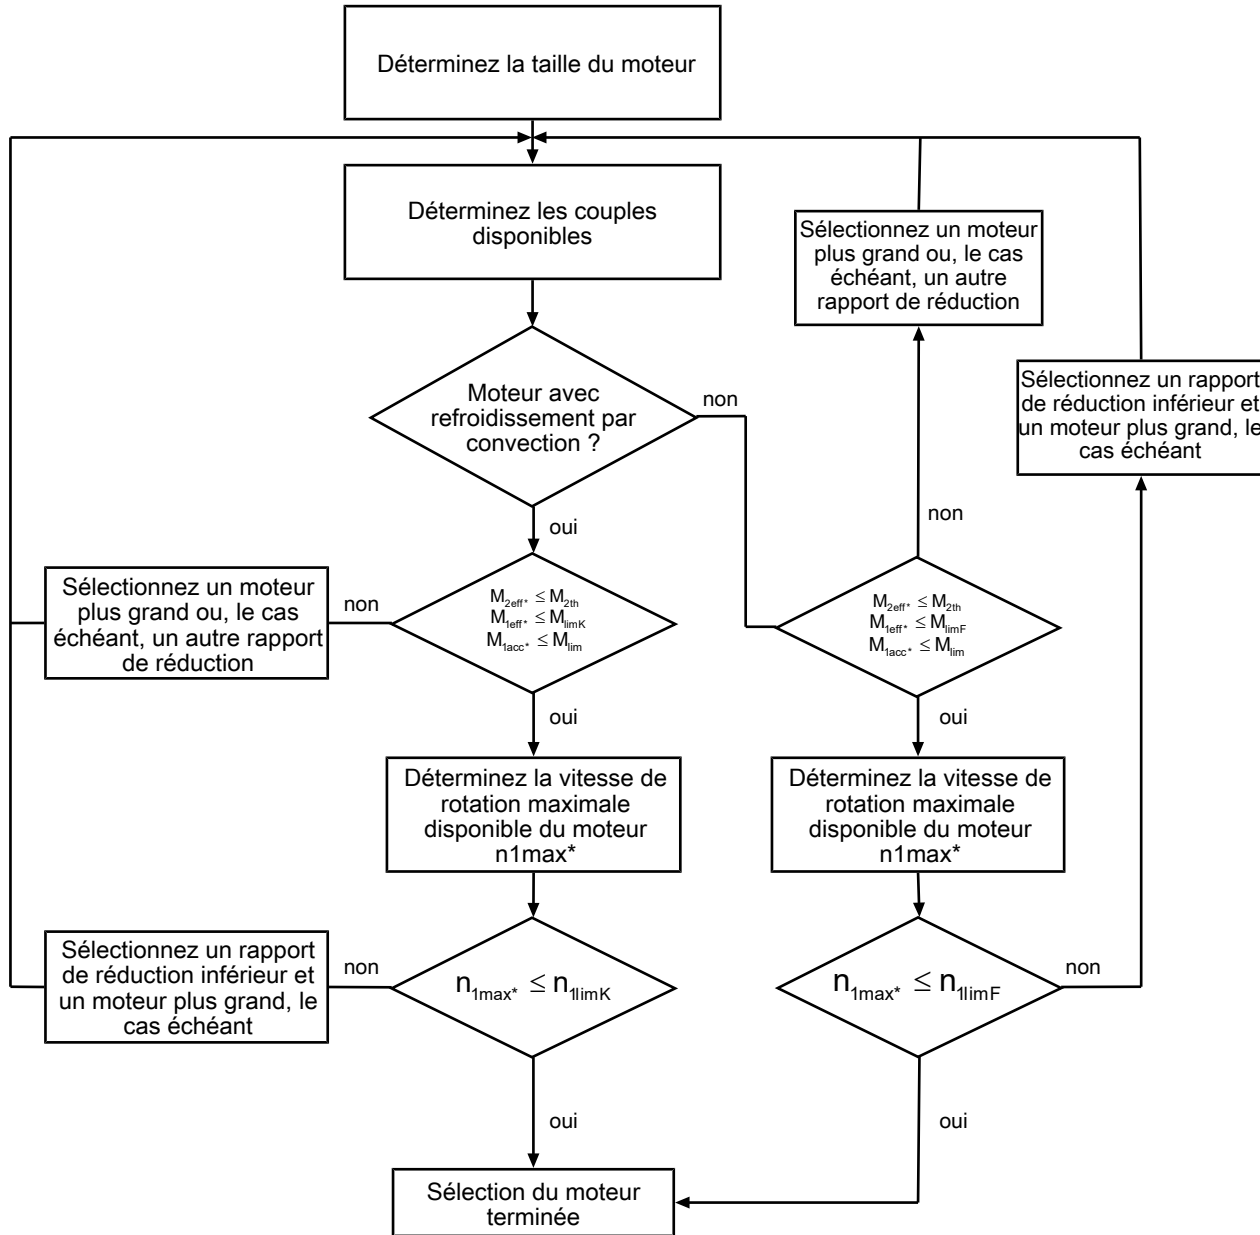 Déterminez la taille du moteur
Déterminez les couples
disponibles
Sélectionnez un moteur
plus grand ou, le cas
échéant, un autre
rapport de réduction
Moteur avec
refroidissement par
convection ?
non
Sélectionnez un rapport
de réduction inférieur et
un moteur plus grand, le
cas échéant
oui
non
Sélectionnez un moteur
plus grand ou, le cas
échéant, un autre rapport
de réduction
non
M2eff* ≤ M2th
M1eff* ≤ MlimK
M1acc* ≤ Mlim
M2eff* ≤ M2th
M1eff* ≤ MlimF
M1acc* ≤ Mlim
oui
oui
Déterminez la vitesse de
rotation maximale
disponible du moteur
n1max*
Déterminez la vitesse de
rotation maximale
disponible du moteur
n1max*
Sélectionnez un rapport
de réduction inférieur et
un moteur plus grand, le
cas échéant
non
n1max* ≤ n1limK
n1max* ≤ n1limF
non
oui
oui
Sélection du moteur
terminée